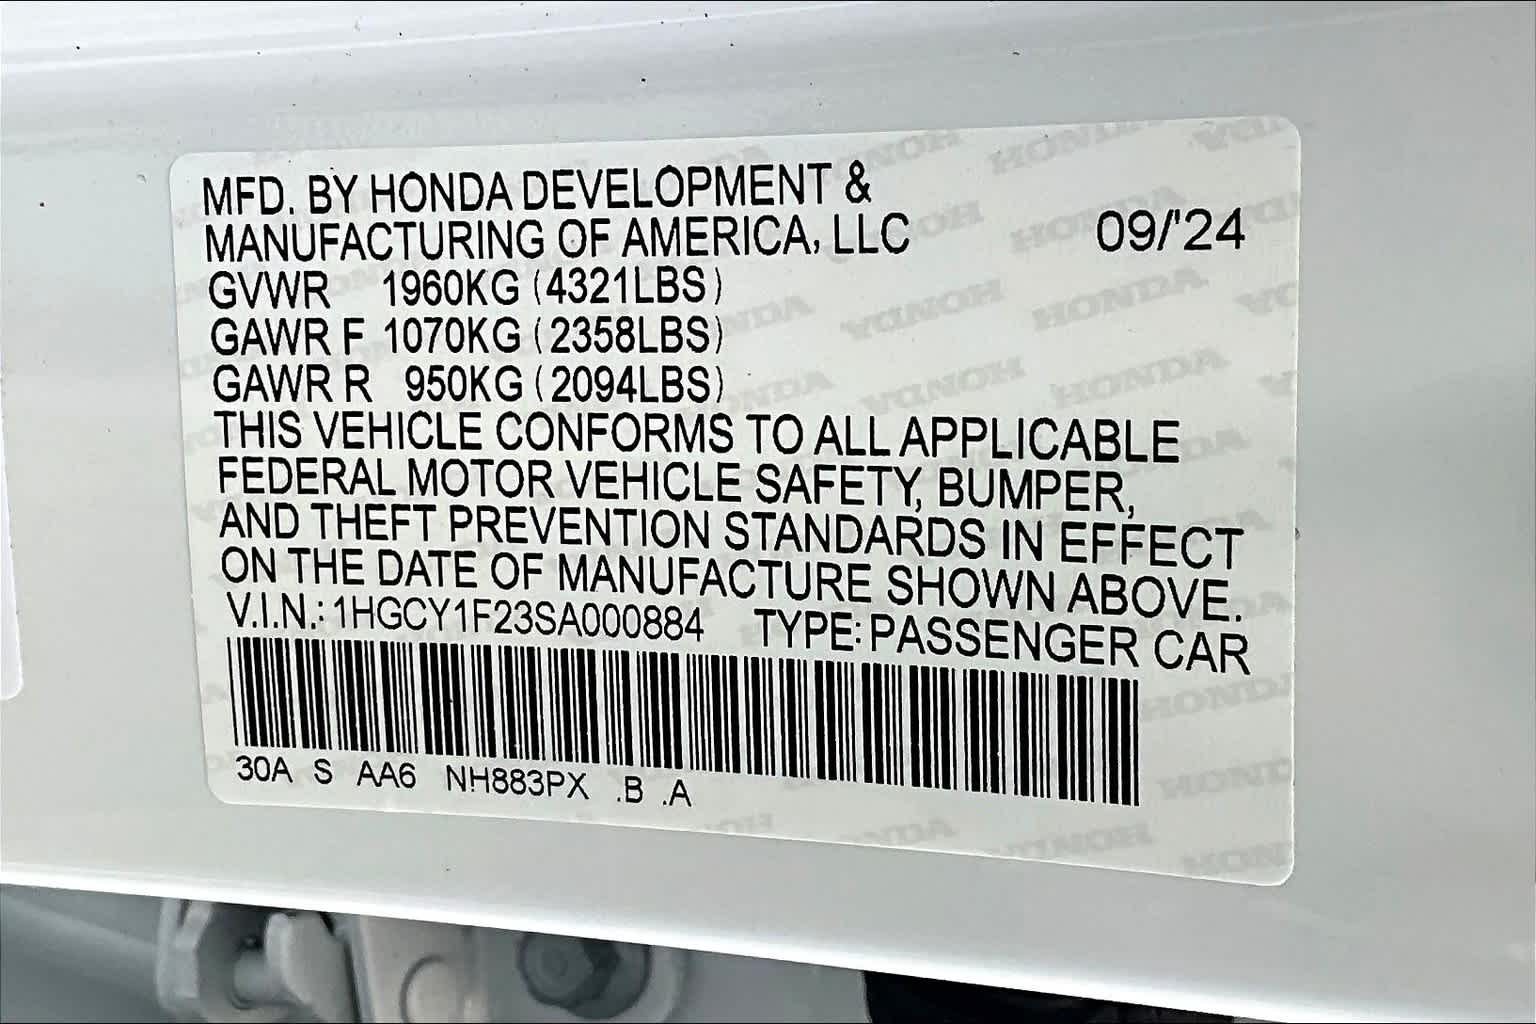 MFD. BY HONDA DEVELOPMENT &
MANUFACTURING OF AMERICA, LLC 09/'24
GVWR 1960KG (4321LBS)
GAWR F 1070KG (2358LBS)
GAWR R 950KG (2094LBS)
THIS VEHICLE CONFORMS TO ALL APPLICABLE
FEDERAL MOTOR VEHICLE SAFETY, BUMPER,
AND THEFT PREVENTION STANDARDS IN EFFECT
ON THE DATE OF MANUFACTURE SHOWN ABOVE.
V.I.N.: 1HGCY1F23SA000884 TYPE: PASSENGER CAR
30A S AA6 NH883PX .B .A